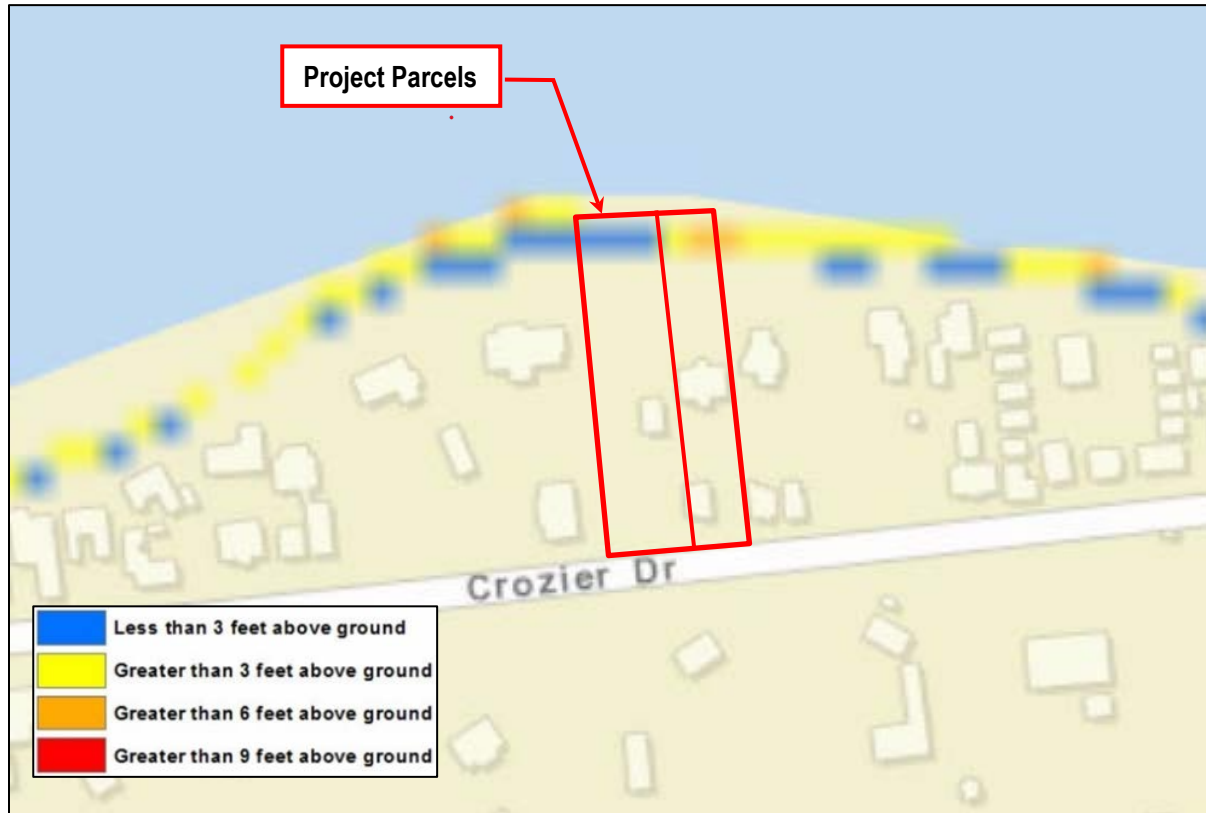 Project Parcels
Crozier Dr
Less than 3 feet above ground
Greater than 3 feet above ground
Greater than 6 feet above ground
Greater than 9 feet above ground